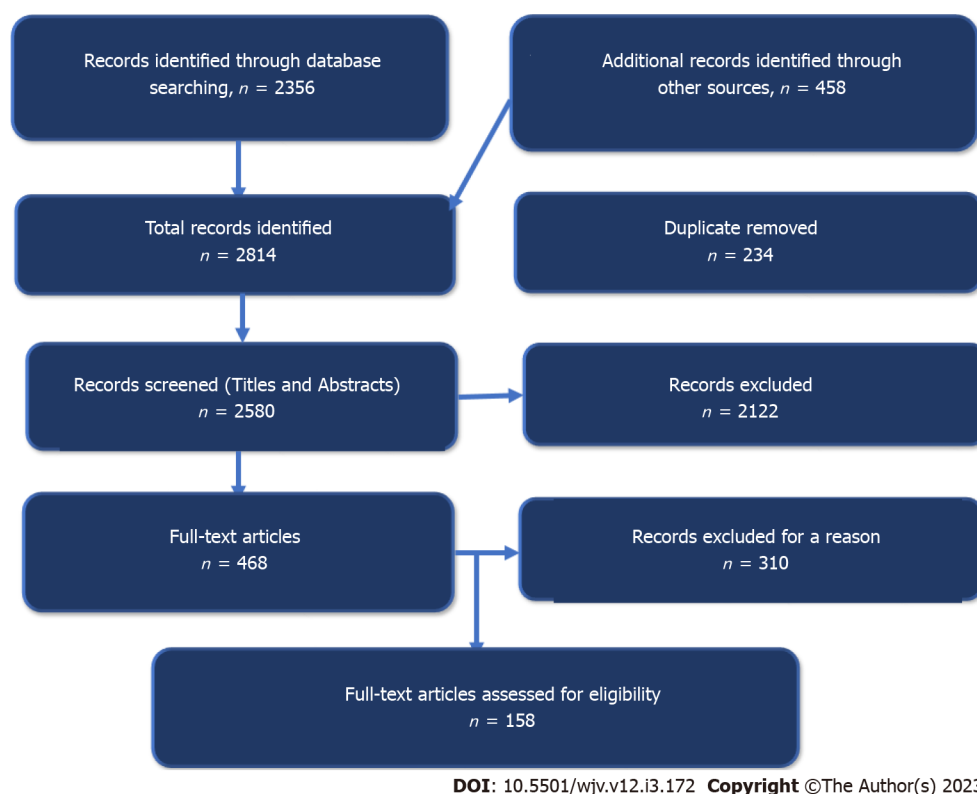 Records identified through database
searching, n = 2356
Additional records identified through
other sources, n = 458
Total records identified
n = 2814
Duplicate removed
n = 234
Records screened (Titles and Abstracts)
n = 2580
Records excluded
n = 2122
Full-text articles
n = 468
Records excluded for a reason
n = 310
Full-text articles assessed for eligibility
n = 158
DOI: 10.5501/wjv.v12.i3.172 Copyright ©The Author(s) 2023